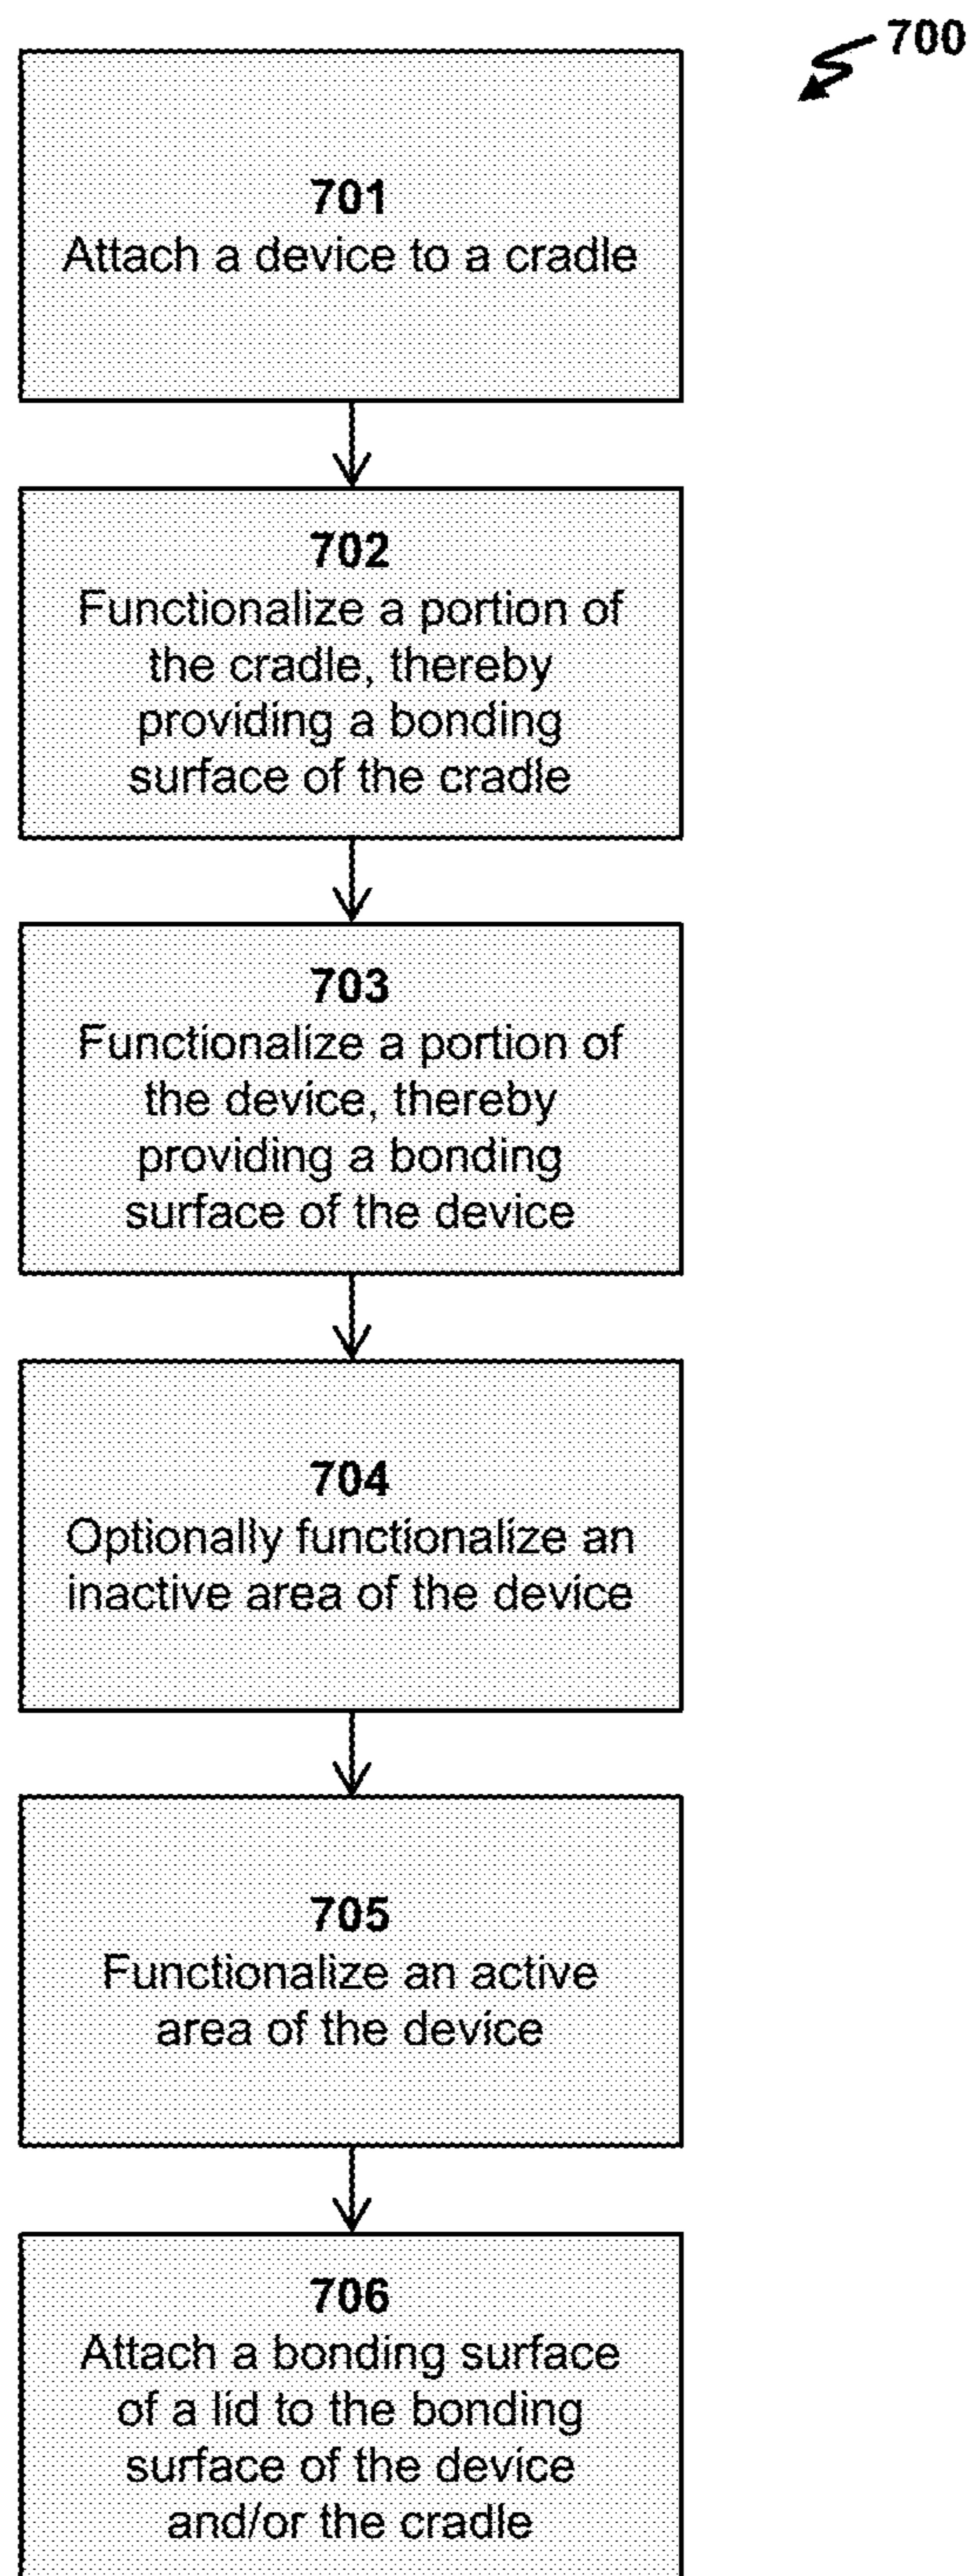 700
701
Attach a device to a cradle
702
Functionalize a portion of
the cradle, thereby
providing a bonding
surface of the cradle
703
Functionalize a portion of
the device, thereby
providing a bonding
surface of the device
704
Optionally functionalize an
inactive area of the device
705
Functionalize an active
area of the device
706
Attach a bonding surface
of a lid to the bonding
surface of the device
and/or the cradle